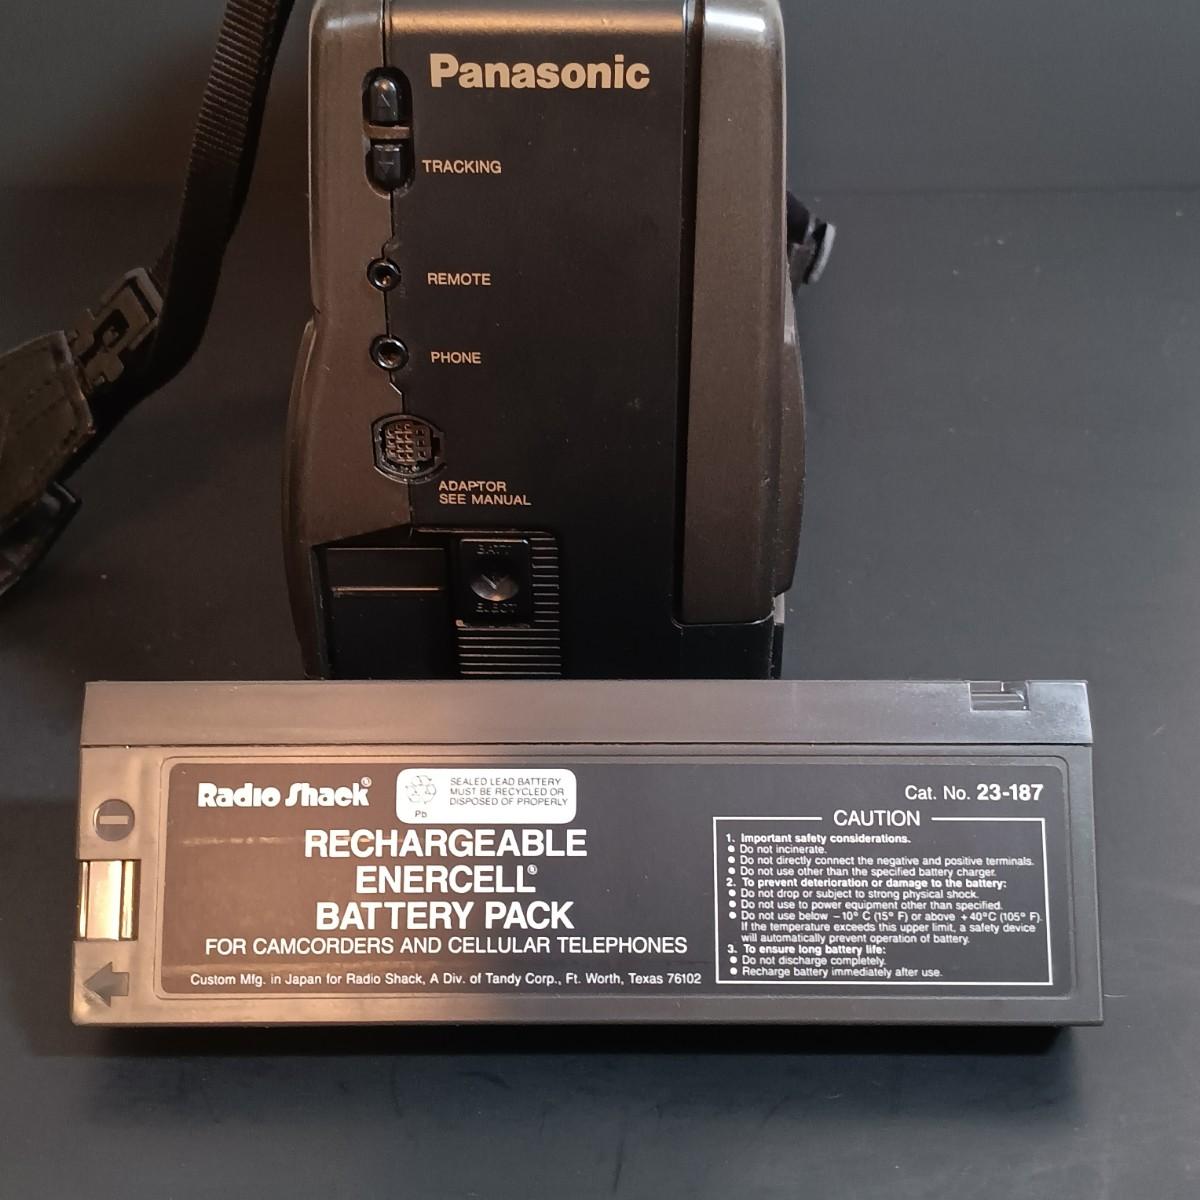 Panasonic
TRACKING
REMOTE
PHONE
ADAPTOR
SEE MANUAL
BATT
EJECT
Radio Shack®
SEALED LEAD BATTERY
MUST BE RECYCLED OR
DISPOSED OF PROPERLY
Pb
Cat. No. 23-187
RECHARGEABLE
ENERCELL®
BATTERY PACK
FOR CAMCORDERS AND CELLULAR TELEPHONES
Custom Mfg. in Japan for Radio Shack, A Div. of Tandy Corp., Ft. Worth, Texas 76102
CAUTION
1. Important safety considerations.
● Do not incinerate.
● Do not directly connect the negative and positive terminals.
● Do not use other than the specified battery charger.
2. To prevent deterioration or damage to the battery:
● Do not drop or subject to strong physical shock.
● Do not use to power equipment other than specified.
● Do not use below −10° C (15° F) or above +40°C (105° F).
If the temperature exceeds this upper limit, a safety device
will automatically prevent operation of battery.
3. To ensure long battery life:
● Do not discharge completely.
● Recharge battery immediately after use.